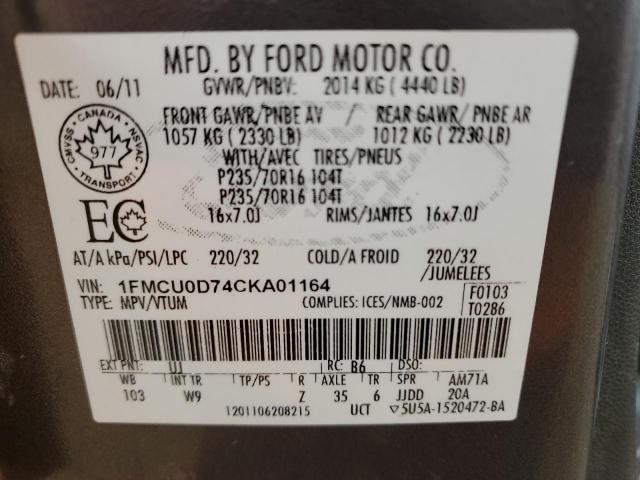 MFD. BY FORD MOTOR CO.
DATE: 06/11 GVWR/PNBV: 2014 KG ( 4440 LB)
FRONT GAWR/PNBE AV / REAR GAWR/ PNBE AR
1057 KG ( 2330 LB) 1012 KG ( 2230 LB)
WITH/AVEC TIRES/PNEUS
P235/70R16 104T
P235/70R16 104T
16x7.0J RIMS/JANTES 16x7.0J
CANADA
CMVSS NSVAC
977
TRANSPORT
EC
AT/A kPa/PSI/LPC 220/32 COLD/A FROID 220/32
/JUMELEES
VIN: 1FMCU0D74CKA01164
TYPE: MPV/VTUM COMPLIES: ICES/NMB-002
F0103
T0286
EXT PNT: UJ RC: B6 DSO:
WB INT TR TP/PS R AXLE TR SPR AM71A
103 W9 Z 35 6 JJDD 20A
1201106208215 UCT ▽5U5A-1520472-BA